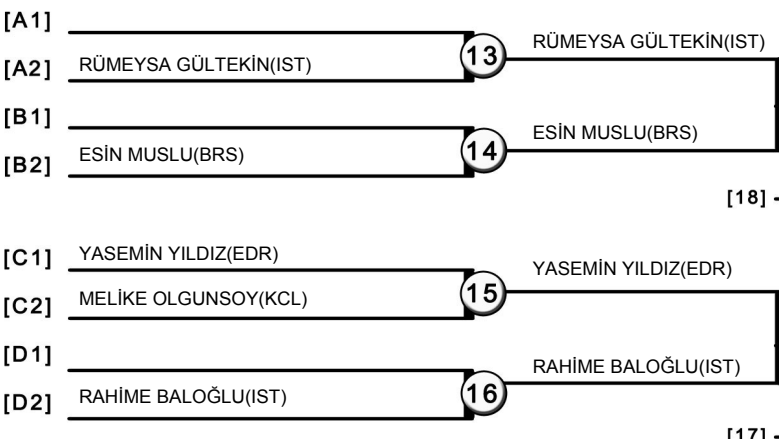 [A1]
[A2] RÜMEYSA GÜLTEKİN(IST)
13 RÜMEYSA GÜLTEKİN(IST)
[B1]
[B2] ESİN MUSLU(BRS)
14 ESİN MUSLU(BRS)
[18]
[C1] YASEMİN YILDIZ(EDR)
[C2] MELİKE OLGUNSOY(KCL)
15 YASEMİN YILDIZ(EDR)
[D1]
[D2] RAHİME BALOĞLU(IST)
16 RAHİME BALOĞLU(IST)
[17]